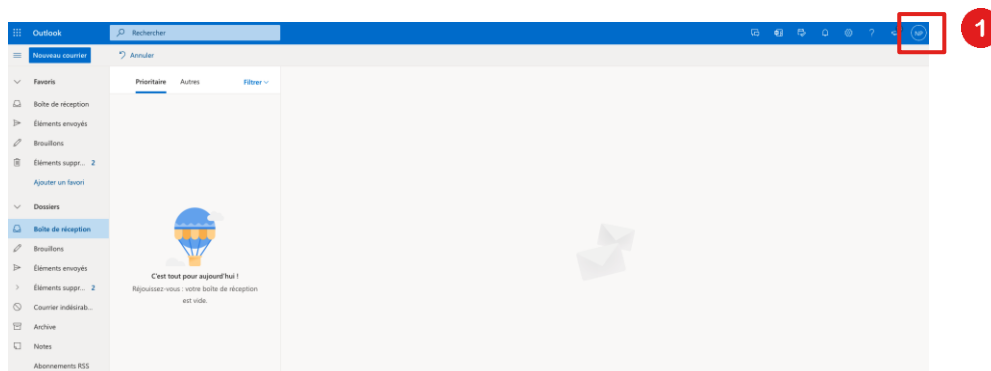 Outlook
Rechercher
1
Nouveau courrier
Annuler
Favoris
Prioritaire Autres Filtrer
Boîte de réception
Éléments envoyés
Brouillons
Éléments suppr... 2
Ajouter un favori
Dossiers
Boîte de réception
Brouillons
Éléments envoyés
C'est tout pour aujourd'hui !
Éléments suppr... 2
Réjouissez-vous : votre boîte de réception
est vide.
Courrier indésirab...
Archive
Notes
Abonnements RSS